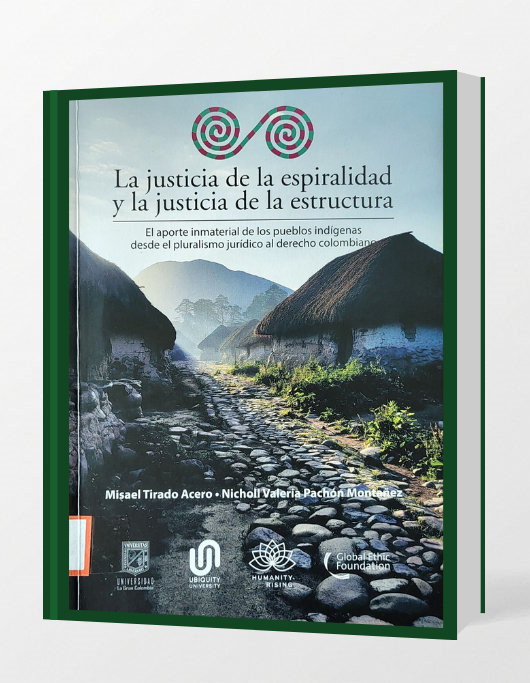 La justicia de la espiralidad
y la justicia de la estructura
El aporte inmaterial de los pueblos indígenas
desde el pluralismo jurídico al derecho colombiano
Misael Tirado Acero • Nicholl Valeria Pachón Montañez
UNIVERSIDAD
La Gran Colombia
UBIQUITY
UNIVERSITY
HUMANITY
RISING
Global Ethic
Foundation